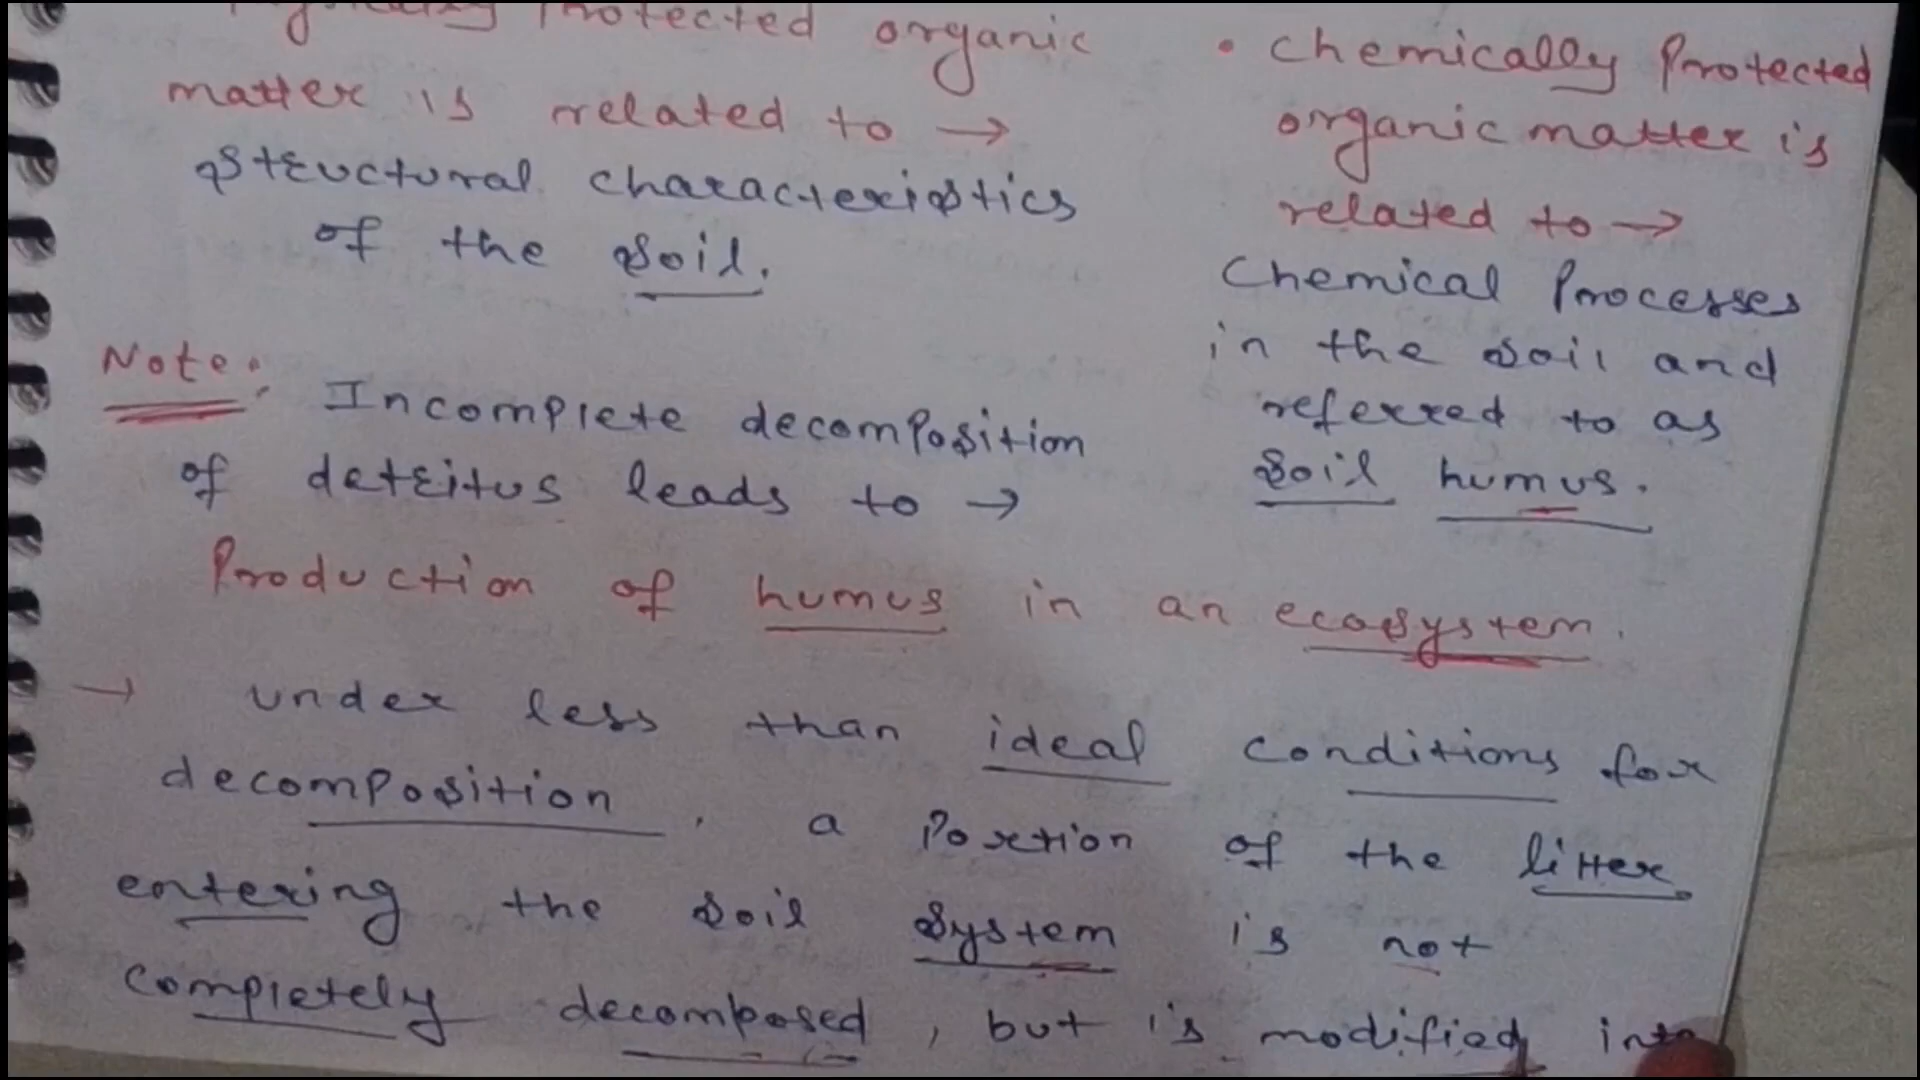 Protected organic
matter is related to →
structural characteristics
of the soil.
• Chemically Protected
organic matter is
related to →
Chemical Processes
in the soil and
referred to as
soil humus.
Note: Incomplete decomposition
of detritus leads to →
Production of humus in an ecosystem.
→ under less than ideal conditions for
decomposition, a Portion of the litter
entering the soil system is not
completely decomposed, but is modified into